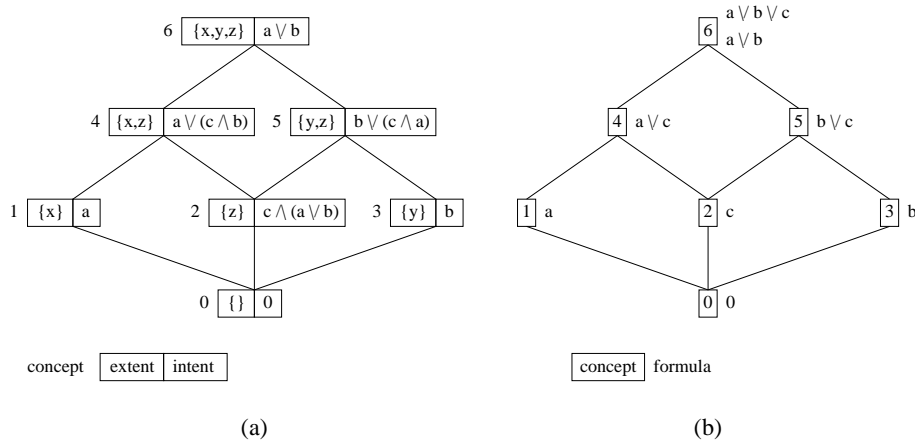 6 {x,y,z} a \/ b
4 {x,z} a \/ (c /\ b) 5 {y,z} b \/ (c /\ a)
1 {x} a 2 {z} c /\ (a \/ b) 3 {y} b
0 {} 0
concept extent intent
(a)
a \/ b \/ c
6
a \/ b
4 a \/ c 5 b \/ c
1 a 2 c 3 b
0 0
concept formula
(b)